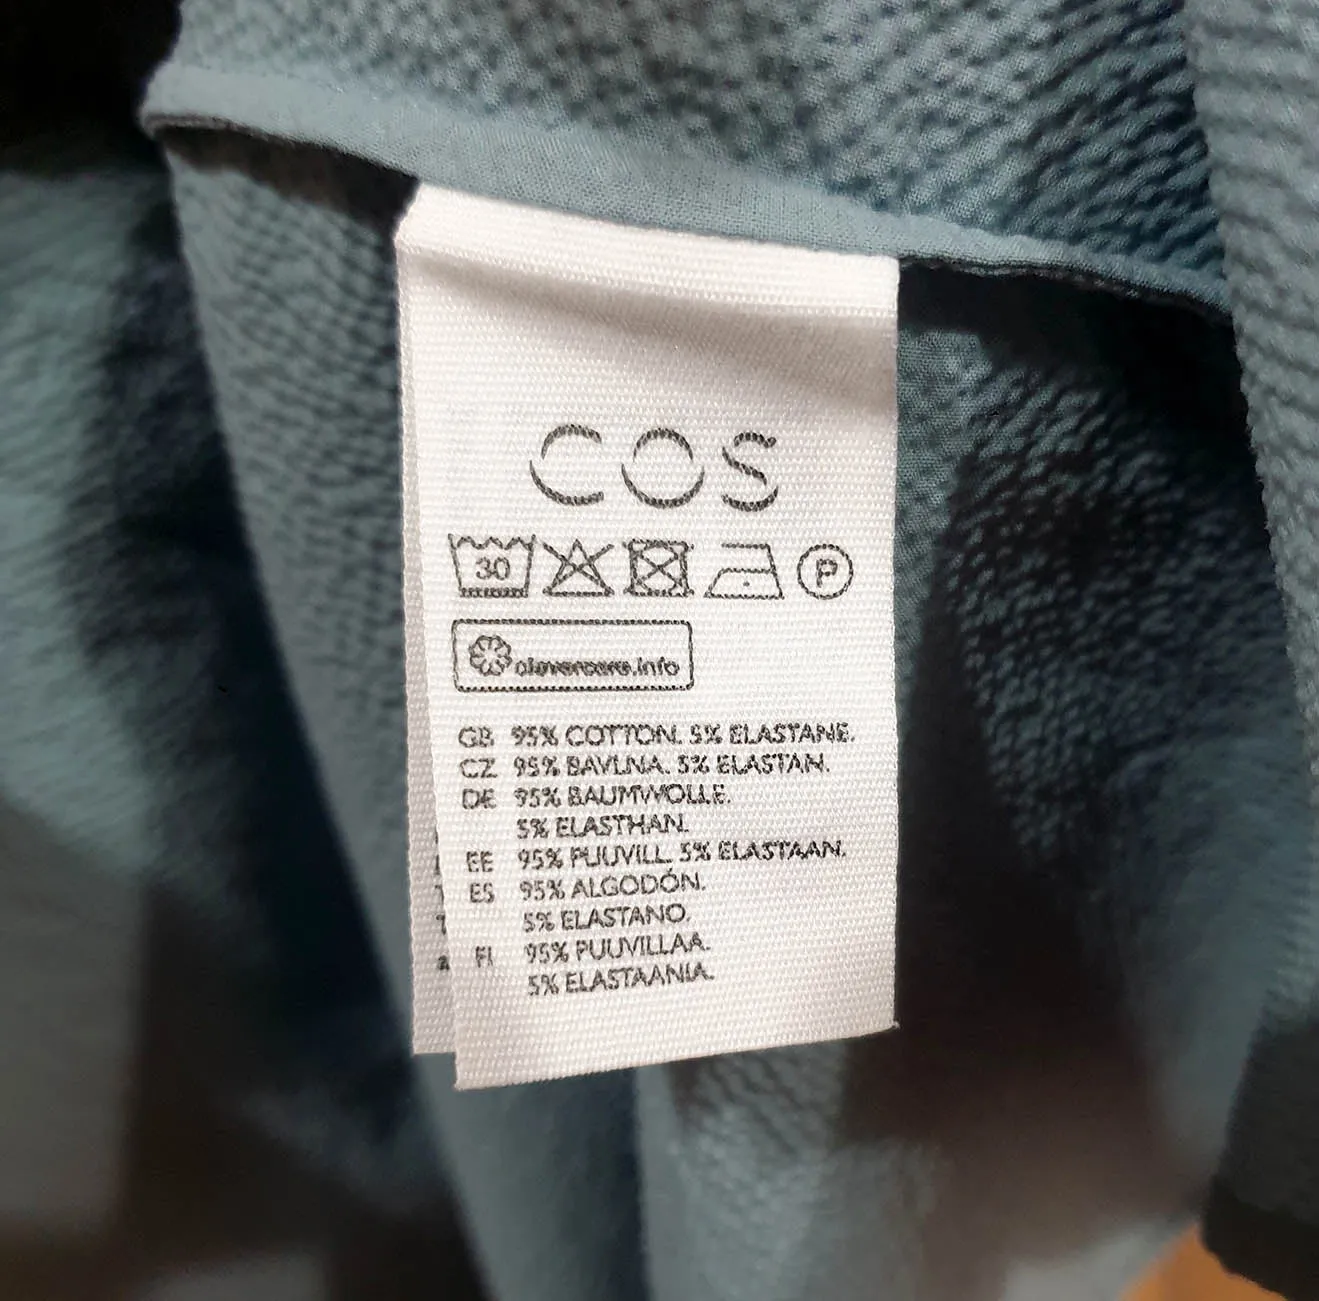 COS
30
P
clevercare.info
GB 95% COTTON. 5% ELASTANE.
CZ 95% BAVLNA. 5% ELASTAN.
DE 95% BAUMWOLLE.
5% ELASTHAN.
EE 95% PUUVILL. 5% ELASTAAN.
ES 95% ALGODÓN.
5% ELASTANO.
FI 95% PUUVILLAA.
5% ELASTAANIA.